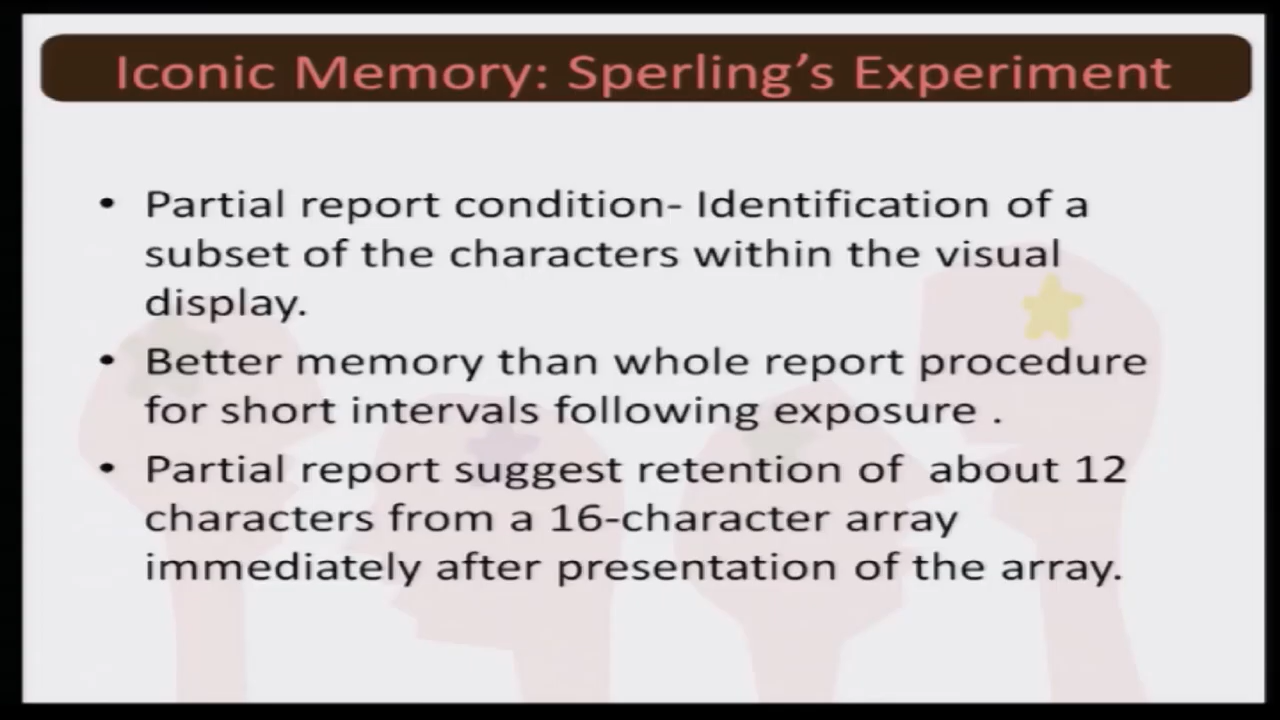 Iconic Memory: Sperling's Experiment
• Partial report condition- Identification of a
subset of the characters within the visual
display.
• Better memory than whole report procedure
for short intervals following exposure .
• Partial report suggest retention of about 12
characters from a 16-character array
immediately after presentation of the array.